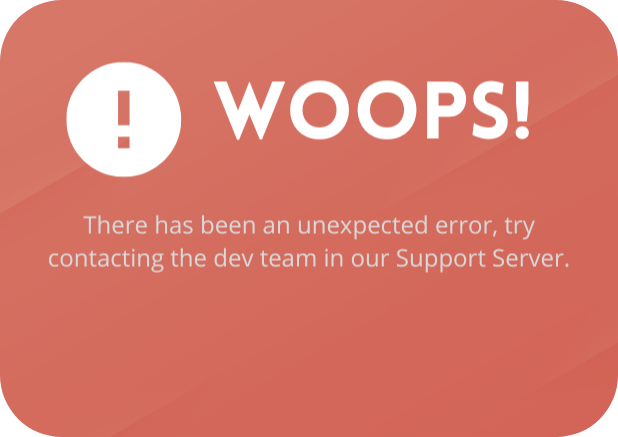 WOOPS!
There has been an unexpected error, try
contacting the dev team in our Support Server.